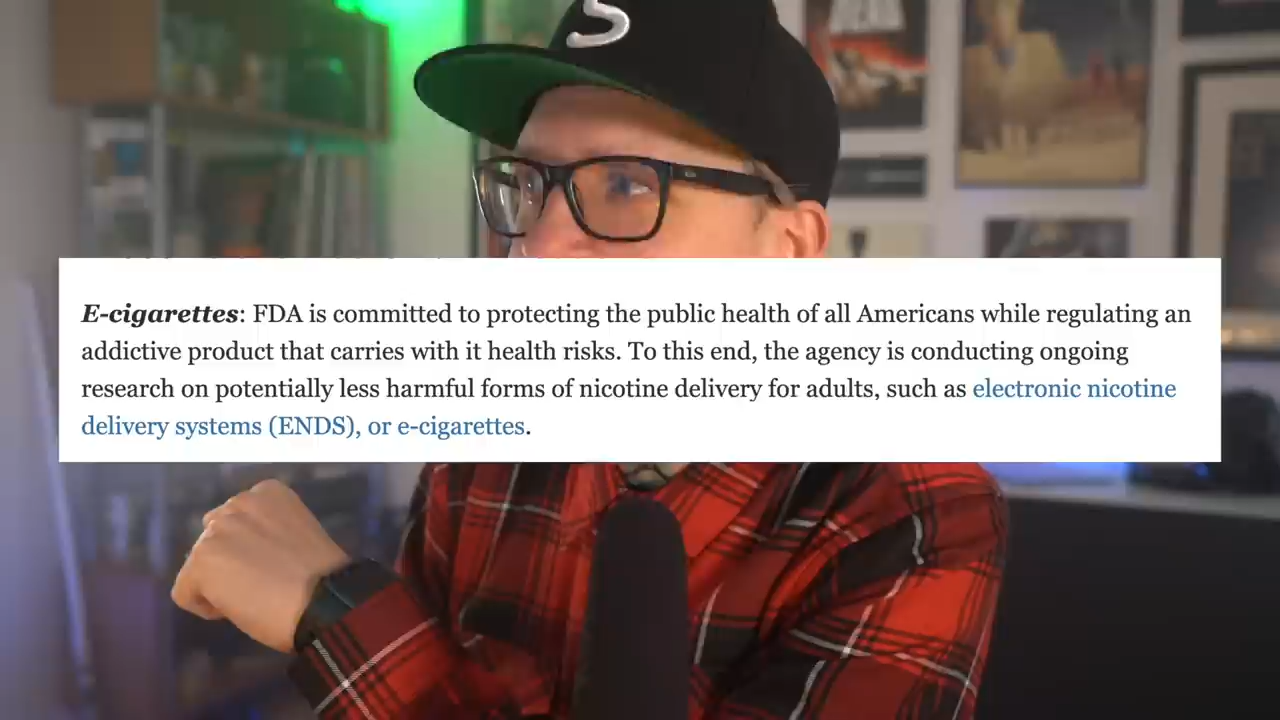 S
E-cigarettes: FDA is committed to protecting the public health of all Americans while regulating an
addictive product that carries with it health risks. To this end, the agency is conducting ongoing
research on potentially less harmful forms of nicotine delivery for adults, such as electronic nicotine
delivery systems (ENDS), or e-cigarettes.